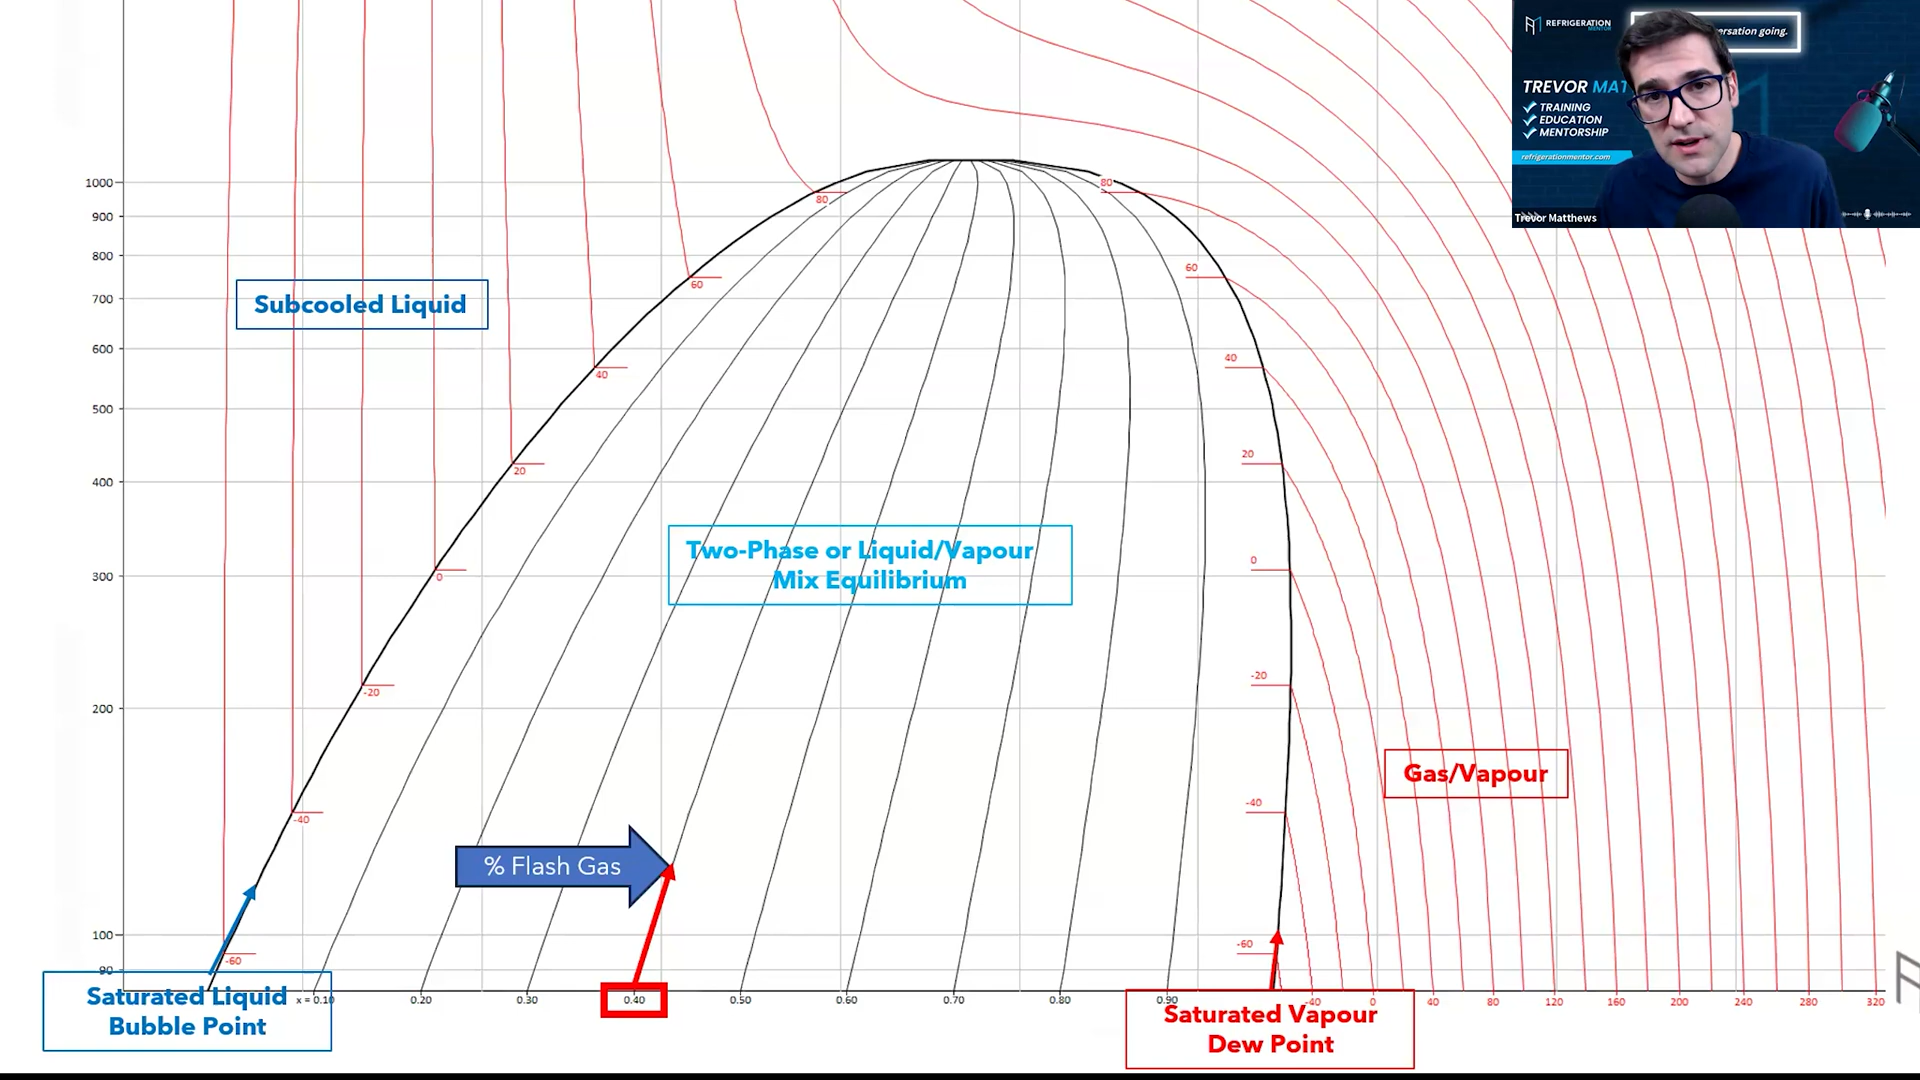 REFRIGERATION
MENTOR
ersation going.
TREVOR MAT
TRAINING
EDUCATION
MENTORSHIP
refrigerationmentor.com
Trevor Matthews
1000
900
800
700
600
500
400
300
200
100
90
80
60
40
20
0
-20
-40
-60
80
60
40
20
0
-20
-40
-60
Subcooled Liquid
Two-Phase or Liquid/Vapour
Mix Equilibrium
Gas/Vapour
% Flash Gas
Saturated Liquid
Bubble Point
x = 0.10 0.20 0.30 0.40 0.50 0.60 0.70 0.80 0.90
-40 0 40 80 120 160 200 240 280 320
Saturated Vapour
Dew Point